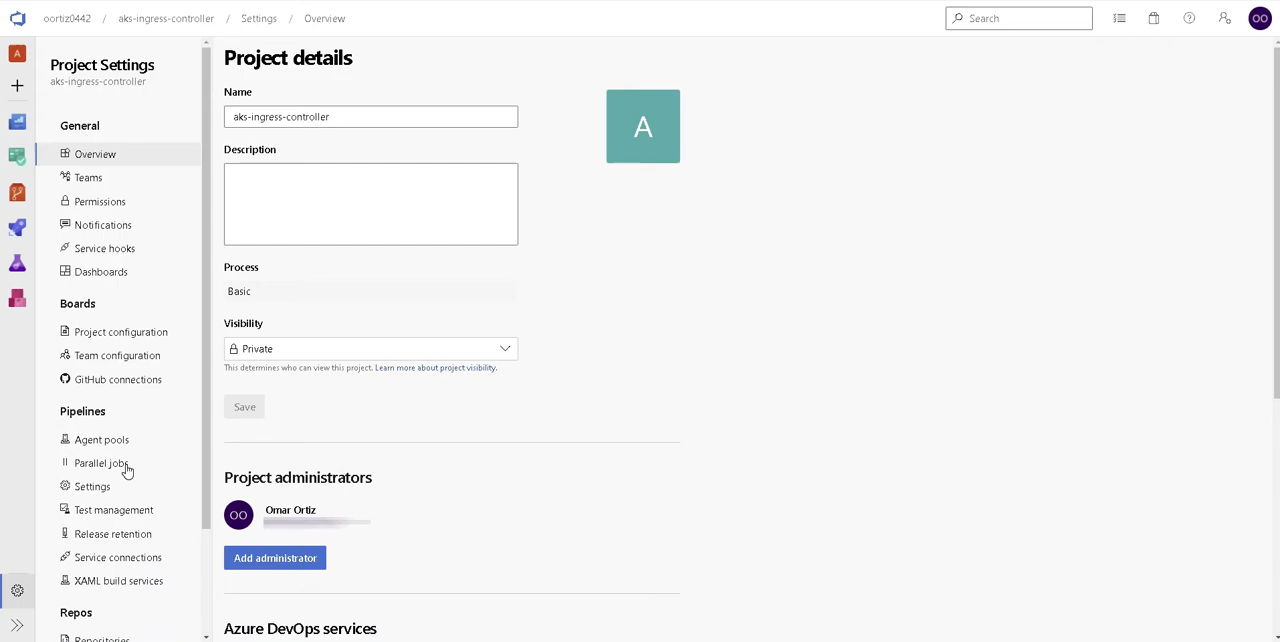 oortiz0442 / aks-ingress-controller / Settings / Overview
Search
OO
A
Project Settings
aks-ingress-controller
General
Overview
Teams
Permissions
Notifications
Service hooks
Dashboards
Boards
Project configuration
Team configuration
GitHub connections
Pipelines
Agent pools
Parallel jobs
Settings
Test management
Release retention
Service connections
XAML build services
Repos
Repositories
Project details
Name
aks-ingress-controller
A
Description
Process
Basic
Visibility
Private
This determines who can view this project. Learn more about project visibility.
Save
Project administrators
OO
Omar Ortiz
Add administrator
Azure DevOps services